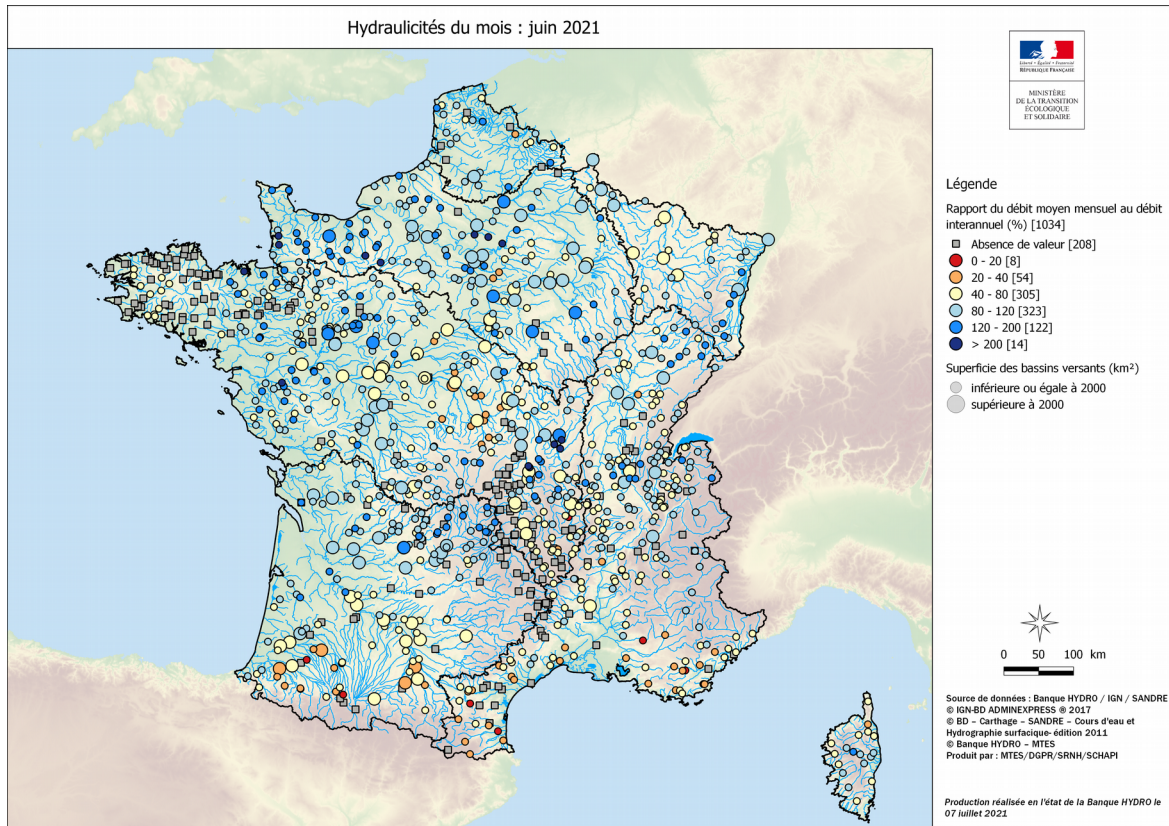 Hydraulicités du mois : juin 2021
Liberté • Égalité • Fraternité
RÉPUBLIQUE FRANÇAISE
MINISTÈRE
DE LA TRANSITION
ÉCOLOGIQUE
ET SOLIDAIRE
Légende
Rapport du débit moyen mensuel au débit
interannuel (%) [1034]
Absence de valeur [208]
0 - 20 [8]
20 - 40 [54]
40 - 80 [305]
80 - 120 [323]
120 - 200 [122]
> 200 [14]
Superficie des bassins versants (km²)
inférieure ou égale à 2000
supérieure à 2000
0 50 100 km
Source de données : Banque HYDRO / IGN / SANDRE
© IGN-BD ADMINEXPRESS ® 2017
© BD – Carthage – SANDRE – Cours d'eau et
Hydrographie surfacique- édition 2011
© Banque HYDRO – MTES
Produit par : MTES/DGPR/SRNH/SCHAPI
Production réalisée en l'état de la Banque HYDRO le
07 juillet 2021